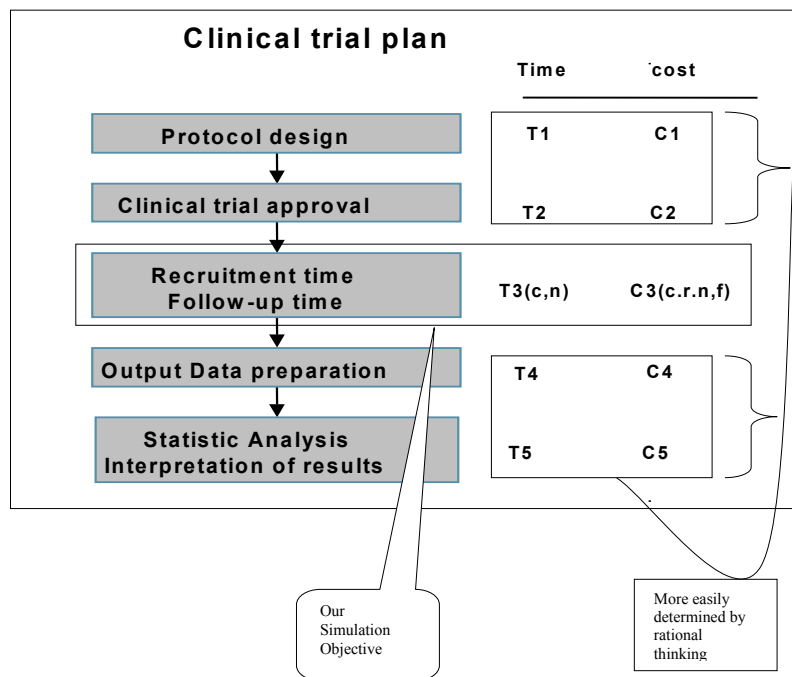 Clinical trial plan
Time cost
Protocol design T1 C1
Clinical trial approval T2 C2
Recruitment time
Follow-up time
T3(c,n) C3(c.r.n,f)
Output Data preparation T4 C4
Statistic Analysis
Interpretation of results T5 C5
Our
Simulation
Objective
More easily
determined by
rational
thinking